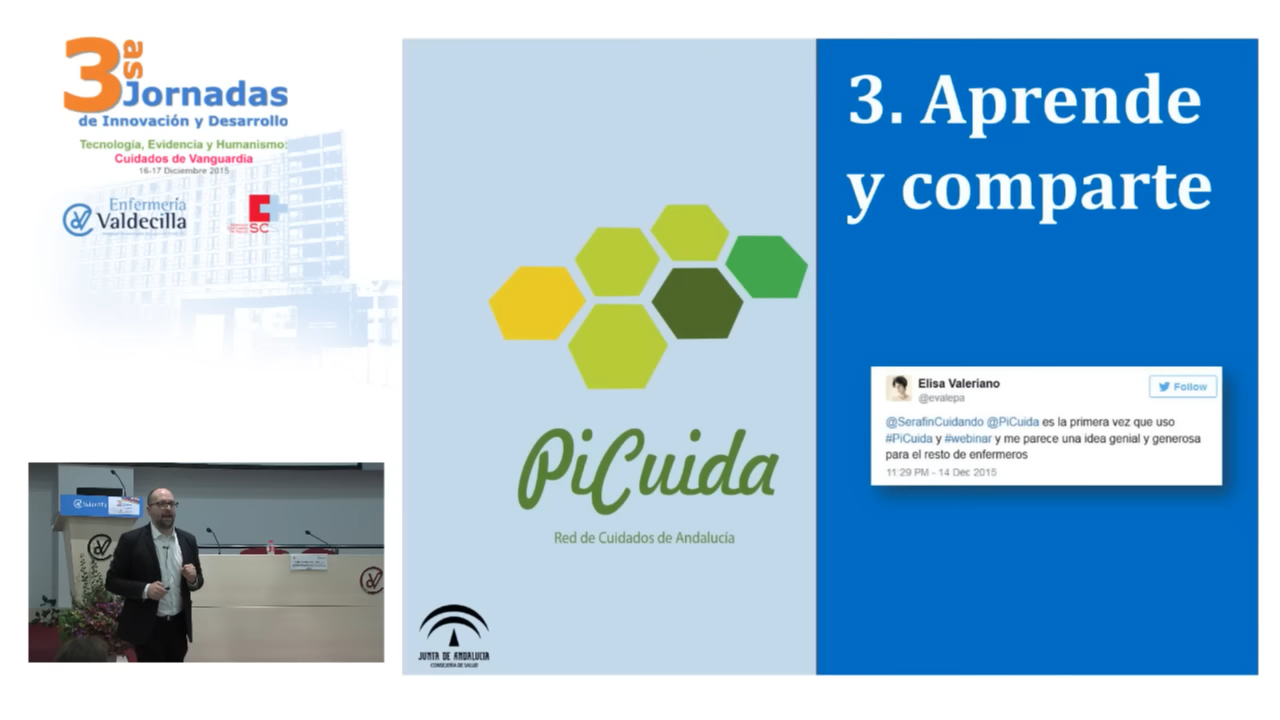 3as
Jornadas
de Innovación y Desarrollo
Tecnología, Evidencia y Humanismo:
Cuidados de Vanguardia
16-17 Diciembre 2015
Enfermería
Valdecilla
SC
3. Aprende
y comparte
PiCuida
Red de Cuidados de Andalucía
JUNTA DE ANDALUCIA
CONSEJERIA DE SALUD
Elisa Valeriano
@evalepa
Follow
@SerafinCuidando @PiCuida es la primera vez que uso
#PiCuida y #webinar y me parece una idea genial y generosa
para el resto de enfermeros
11:29 PM - 14 Dec 2015